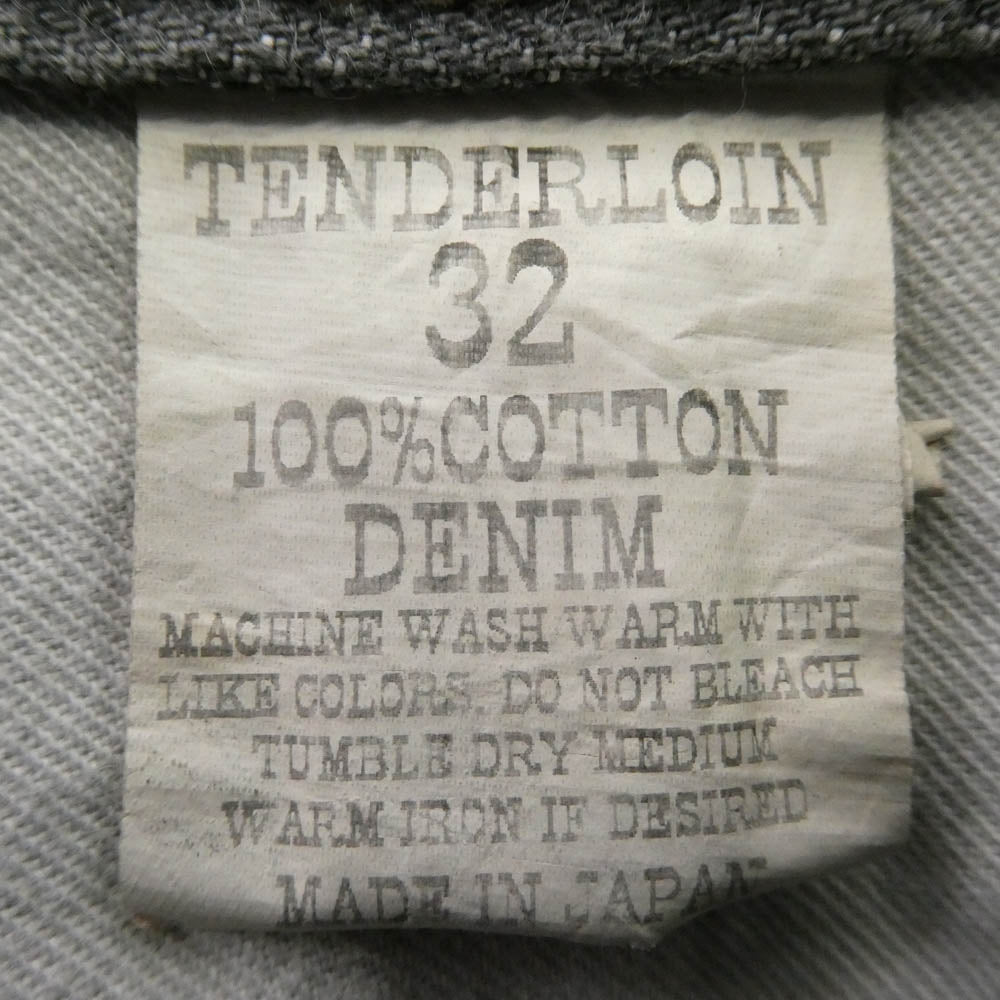 TENDERLOIN
32
100%COTTON
DENIM
MACHINE WASH WARM WITH
LIKE COLORS. DO NOT BLEACH
TUMBLE DRY MEDIUM
WARM IRON IF DESIRED
MADE IN JAPAN